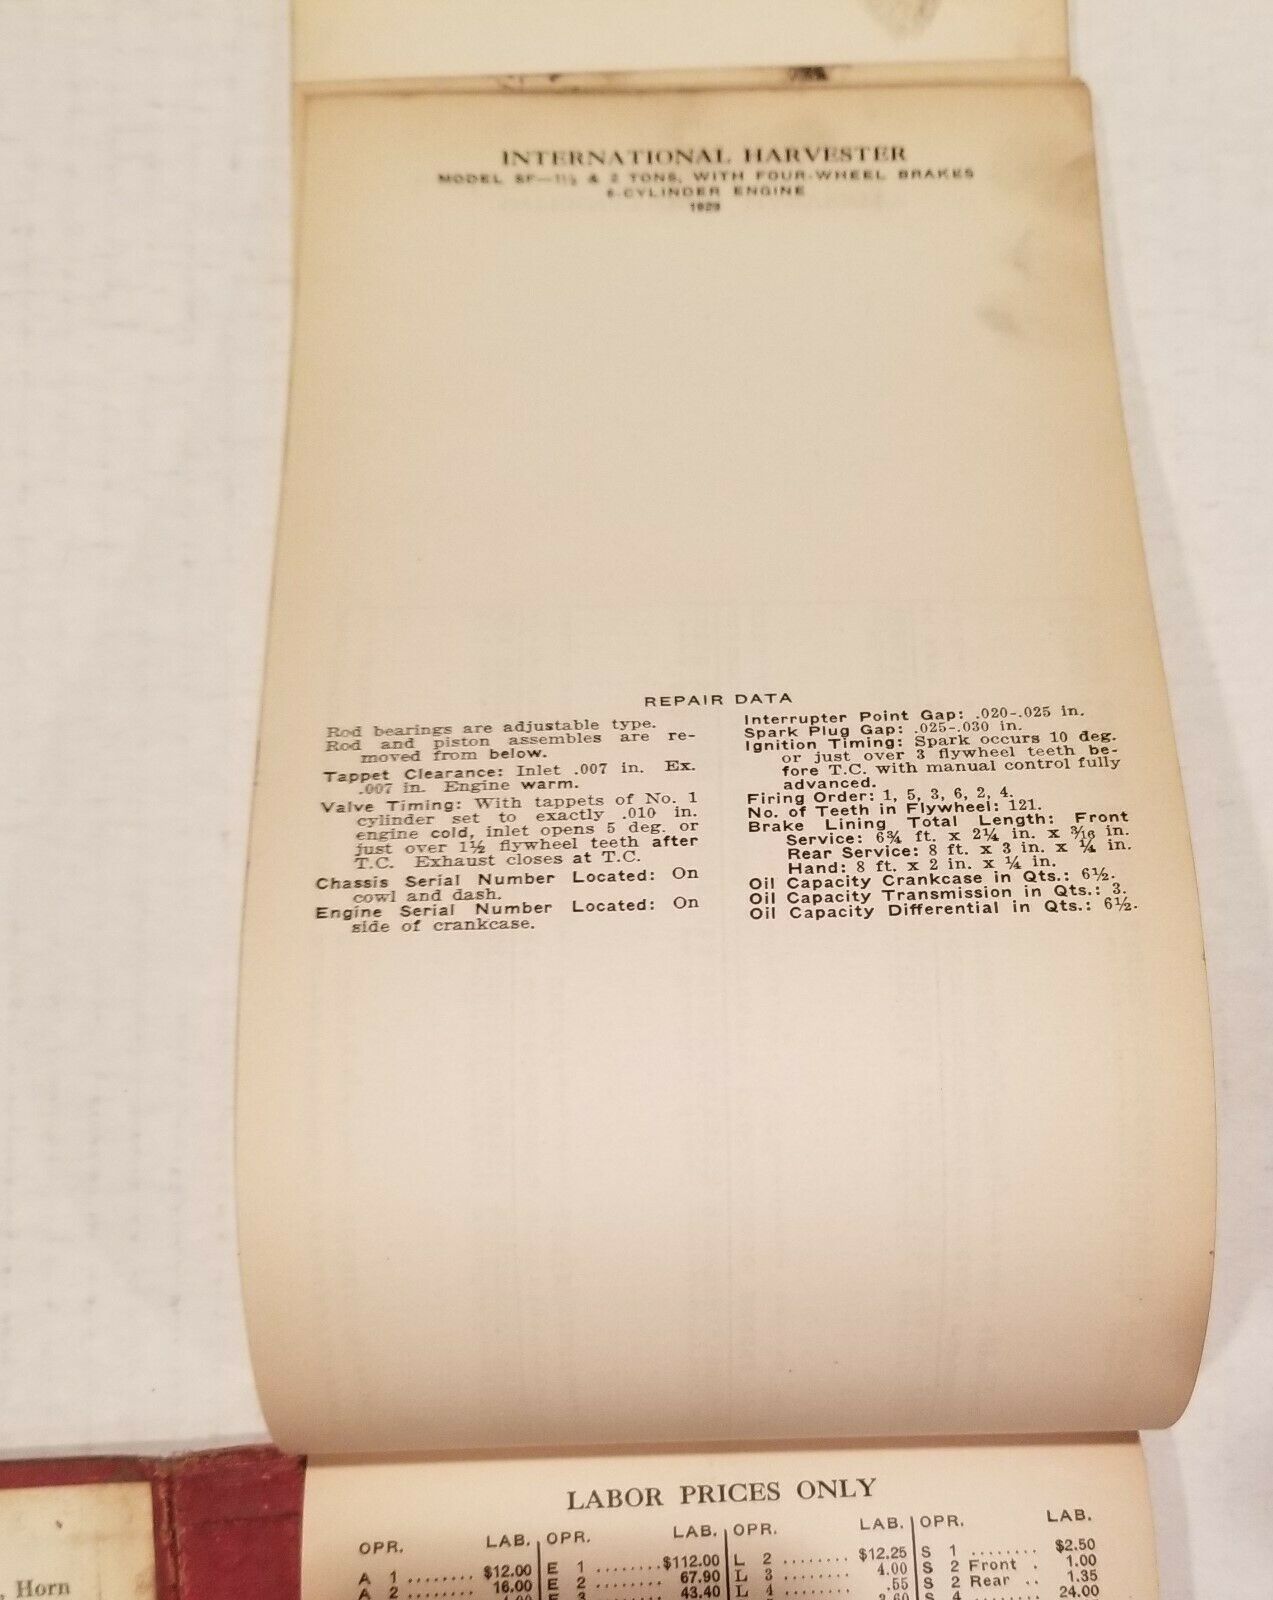 INTERNATIONAL HARVESTER
MODEL SF—1½ & 2 TONS, WITH FOUR-WHEEL BRAKES
6-CYLINDER ENGINE
1929
REPAIR DATA
Rod bearings are adjustable type.
Rod and piston assembles are re-
moved from below.
Tappet Clearance: Inlet .007 in. Ex.
.007 in. Engine warm.
Valve Timing: With tappets of No. 1
cylinder set to exactly .010 in.
engine cold, inlet opens 5 deg. or
just over 1½ flywheel teeth after
T.C. Exhaust closes at T.C.
Chassis Serial Number Located: On
cowl and dash.
Engine Serial Number Located: On
side of crankcase.
Interrupter Point Gap: .020-.025 in.
Spark Plug Gap: .025-.030 in.
Ignition Timing: Spark occurs 10 deg.
or just over 3 flywheel teeth be-
fore T.C. with manual control fully
advanced.
Firing Order: 1, 5, 3, 6, 2, 4.
No. of Teeth in Flywheel: 121.
Brake Lining Total Length: Front
Service: 6¾ ft. x 2¼ in. x 3/16 in.
Rear Service: 8 ft. x 3 in. x ¼ in.
Hand: 8 ft. x 2 in. x ¼ in.
Oil Capacity Crankcase in Qts.: 6½.
Oil Capacity Transmission in Qts.: 3.
Oil Capacity Differential in Qts.: 6½.
LABOR PRICES ONLY
OPR. LAB. OPR. LAB. OPR. LAB. OPR. LAB.
A 1 ........ $12.00 E 1 ........ $112.00 L 2 ........ $12.25 S 1 ........ $2.50
A 2 ........ 16.00 E 2 ........ 67.90 L 3 ........ 4.00 S 2 Front . 1.00
E 3 43.40 L 4 ........ .55 S 2 Rear .. 1.35
S 4 24.00
Horn